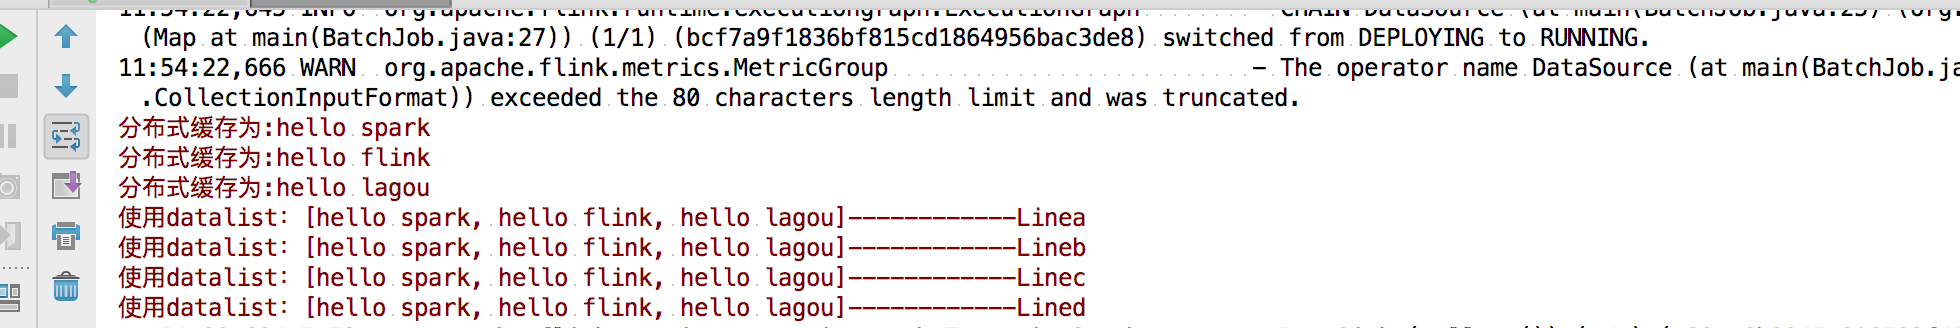 (Map at main(BatchJob.java:27)) (1/1) (bcf7a9f1836bf815cd1864956bac3de8) switched from DEPLOYING to RUNNING.
11:54:22,666 WARN org.apache.flink.metrics.MetricGroup - The operator name DataSource (at main(BatchJob.ja
.CollectionInputFormat)) exceeded the 80 characters length limit and was truncated.
分布式缓存为:hello spark
分布式缓存为:hello flink
分布式缓存为:hello lagou
使用datalist：[hello spark, hello flink, hello lagou]------------Linea
使用datalist：[hello spark, hello flink, hello lagou]------------Lineb
使用datalist：[hello spark, hello flink, hello lagou]------------Linec
使用datalist：[hello spark, hello flink, hello lagou]------------Lined